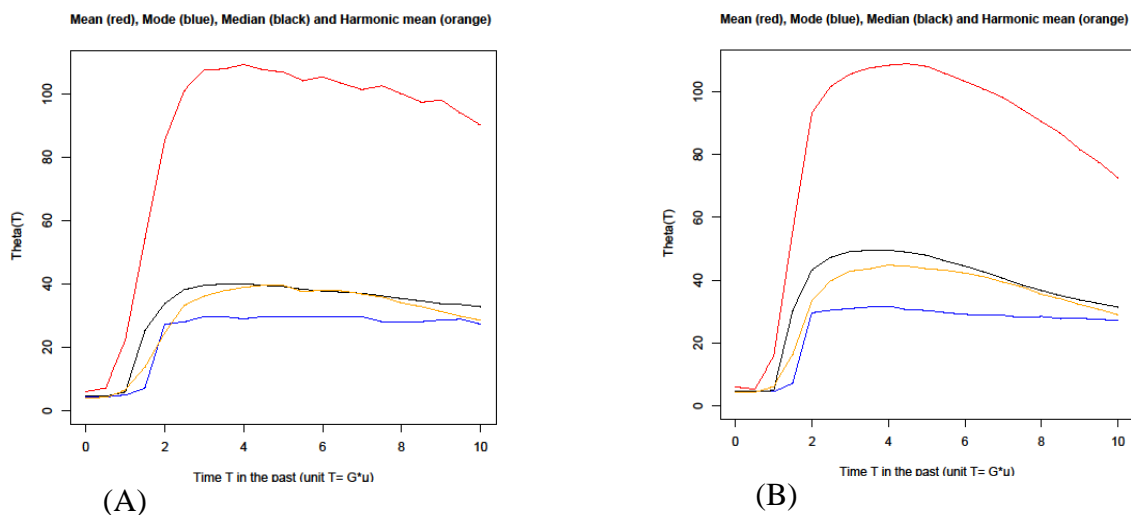 Mean (red), Mode (blue), Median (black) and Harmonic mean (orange)
Theta(T)
100
80
60
40
20
0
0 2 4 6 8 10
Time T in the past (unit T= G*u)
(A)
Mean (red), Mode (blue), Median (black) and Harmonic mean (orange)
Theta(T)
100
80
60
40
20
0
0 2 4 6 8 10
Time T in the past (unit T= G*u)
(B)